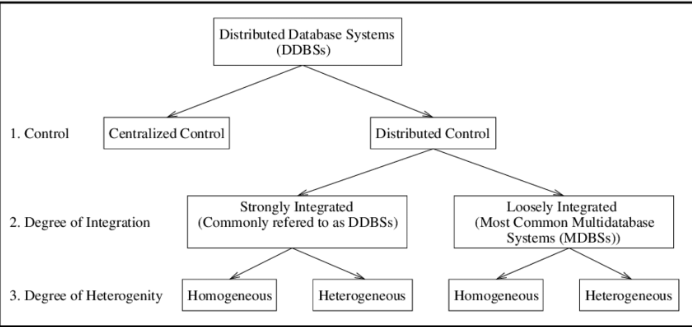 Distributed Database Systems
(DDBSs)
1. Control
Centralized Control
Distributed Control
2. Degree of Integration
Strongly Integrated
(Commonly refered to as DDBSs)
Loosely Integrated
(Most Common Multidatabase
Systems (MDBSs))
3. Degree of Heterogenity
Homogeneous
Heterogeneous
Homogeneous
Heterogeneous